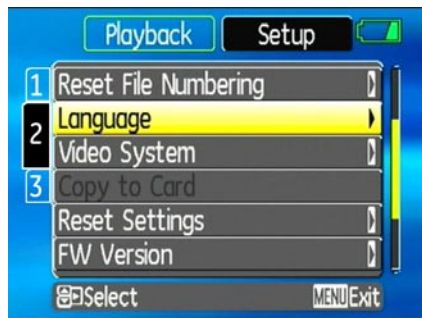 Playback Setup
1 Reset File Numbering
2 Language
Video System
3 Copy to Card
Reset Settings
FW Version
Select MENU Exit